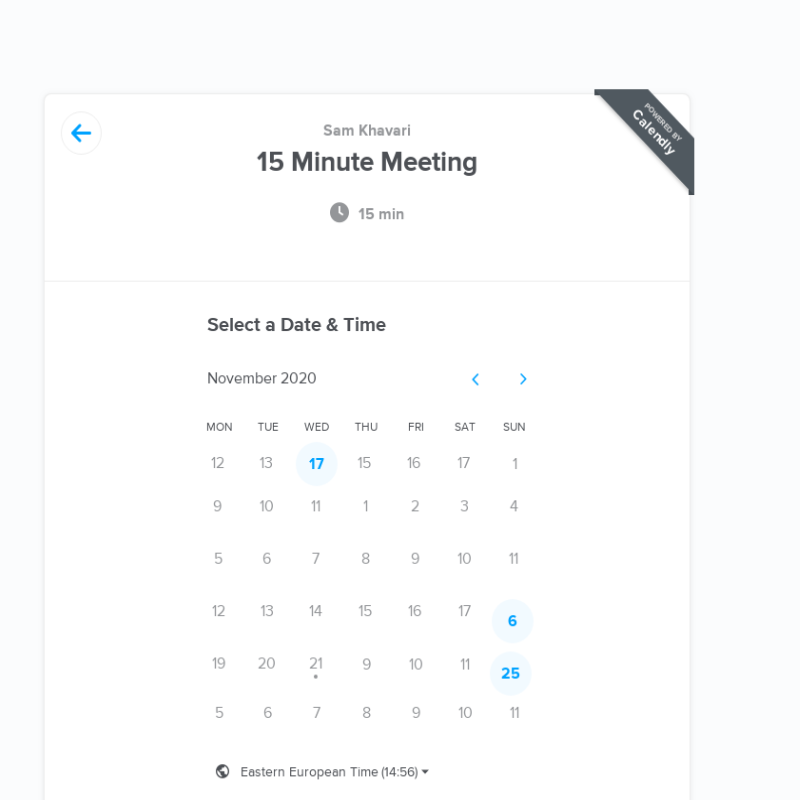 POWERED BY
Calendly
Sam Khavari
15 Minute Meeting
15 min
Select a Date & Time
November 2020
MON TUE WED THU FRI SAT SUN
12 13 17 15 16 17 1
9 10 11 1 2 3 4
5 6 7 8 9 10 11
12 13 14 15 16 17 6
19 20 21 9 10 11 25
5 6 7 8 9 10 11
Eastern European Time (14:56)